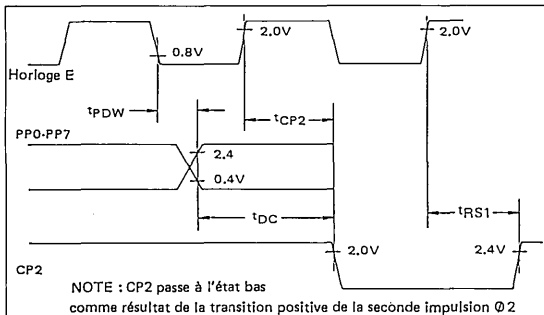 0.8V
2.0V
2.0V
Horloge E
tPDW
tCP2
PP0-PP7
2.4
0.4V
tDC
tRS1
2.0V
2.4V
CP2
NOTE : CP2 passe à l'état bas
comme résultat de la transition positive de la seconde impulsion Ø2